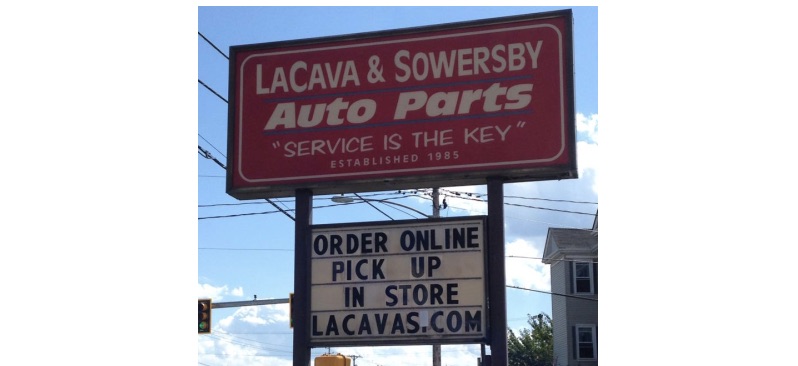 LACAVA & SOWERSBY
Auto Parts
"SERVICE IS THE KEY"
ESTABLISHED 1985
ORDER ONLINE
PICK UP
IN STORE
LACAVAS.COM